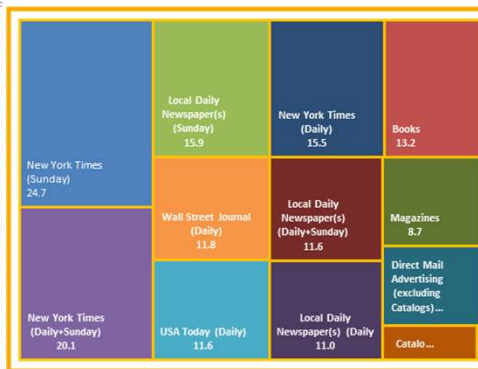 New York Times
(Sunday)
24.7
Local Daily
Newspaper(s)
(Sunday)
15.9
New York Times
(Daily)
15.5
Books
13.2
Wall Street Journal
(Daily)
11.8
Local Daily
Newspaper(s)
(Daily+Sunday)
11.6
Magazines
8.7
New York Times
(Daily+Sunday)
20.1
USA Today (Daily)
11.6
Local Daily
Newspaper(s) (Daily
11.0
Direct Mail
Advertising
(excluding
Catalogs)...
Catalo...